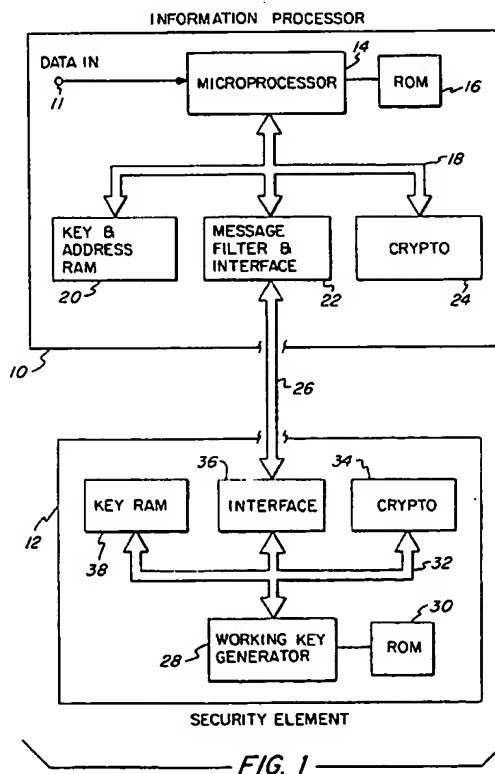 INFORMATION PROCESSOR
DATA IN
11
MICROPROCESSOR
14
ROM
16
18
KEY &
ADDRESS
RAM
20
MESSAGE
FILTER &
INTERFACE
22
CRYPTO
24
10
26
12
36
34
KEY RAM
38
INTERFACE
CRYPTO
32
30
28
WORKING KEY
GENERATOR
ROM
SECURITY ELEMENT
FIG. 1